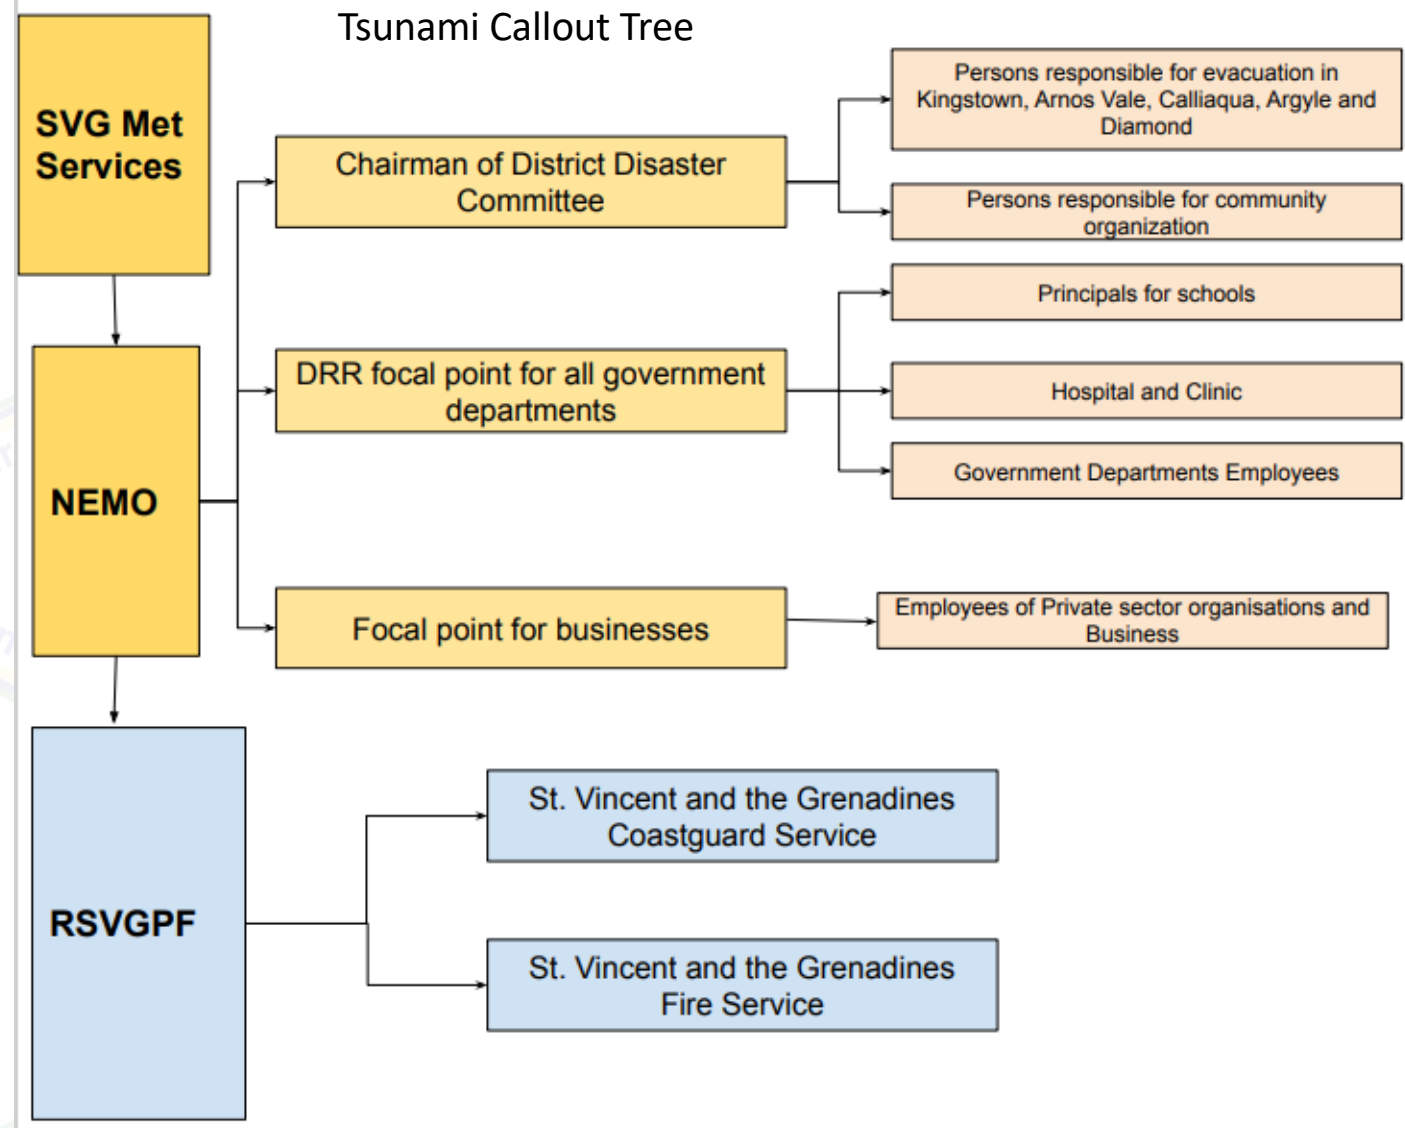 Tsunami Callout Tree
SVG Met
Services
Chairman of District Disaster
Committee
Persons responsible for evacuation in
Kingstown, Arnos Vale, Calliaqua, Argyle and
Diamond
Persons responsible for community
organization
NEMO
DRR focal point for all government
departments
Principals for schools
Hospital and Clinic
Government Departments Employees
Focal point for businesses
Employees of Private sector organisations and
Business
RSVGPF
St. Vincent and the Grenadines
Coastguard Service
St. Vincent and the Grenadines
Fire Service